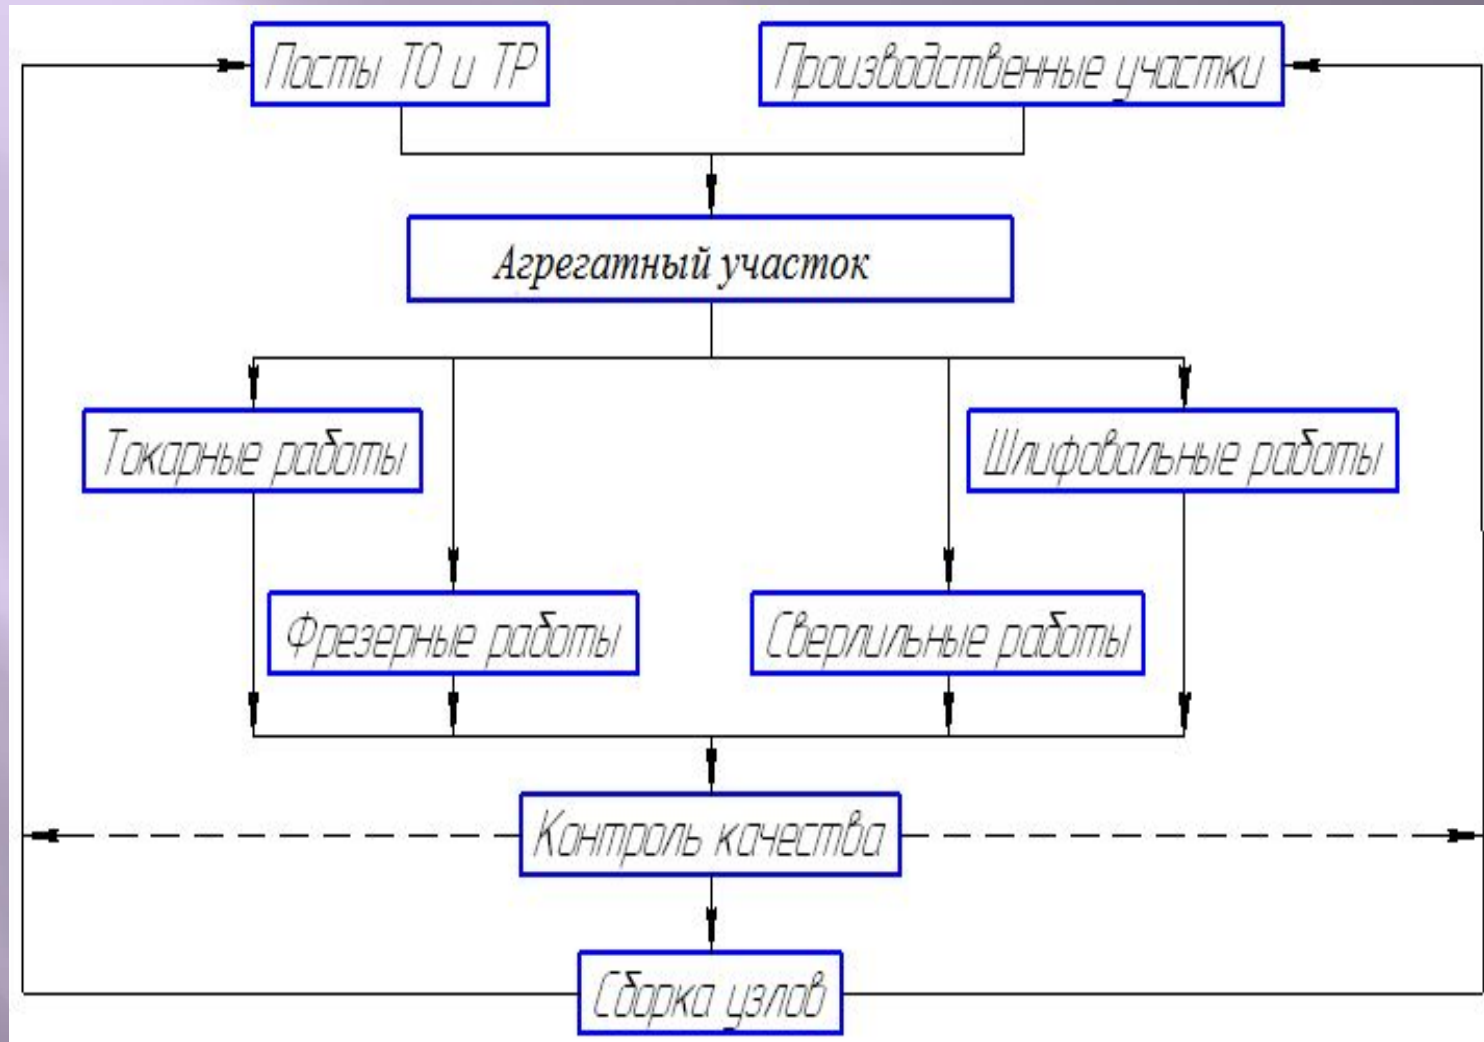 Посты ТО и ТР
Производственные участки
Агрегатный участок
Токарные работы
Шлифовальные работы
Фрезерные работы
Сверлильные работы
Контроль качества
Сборка узлов